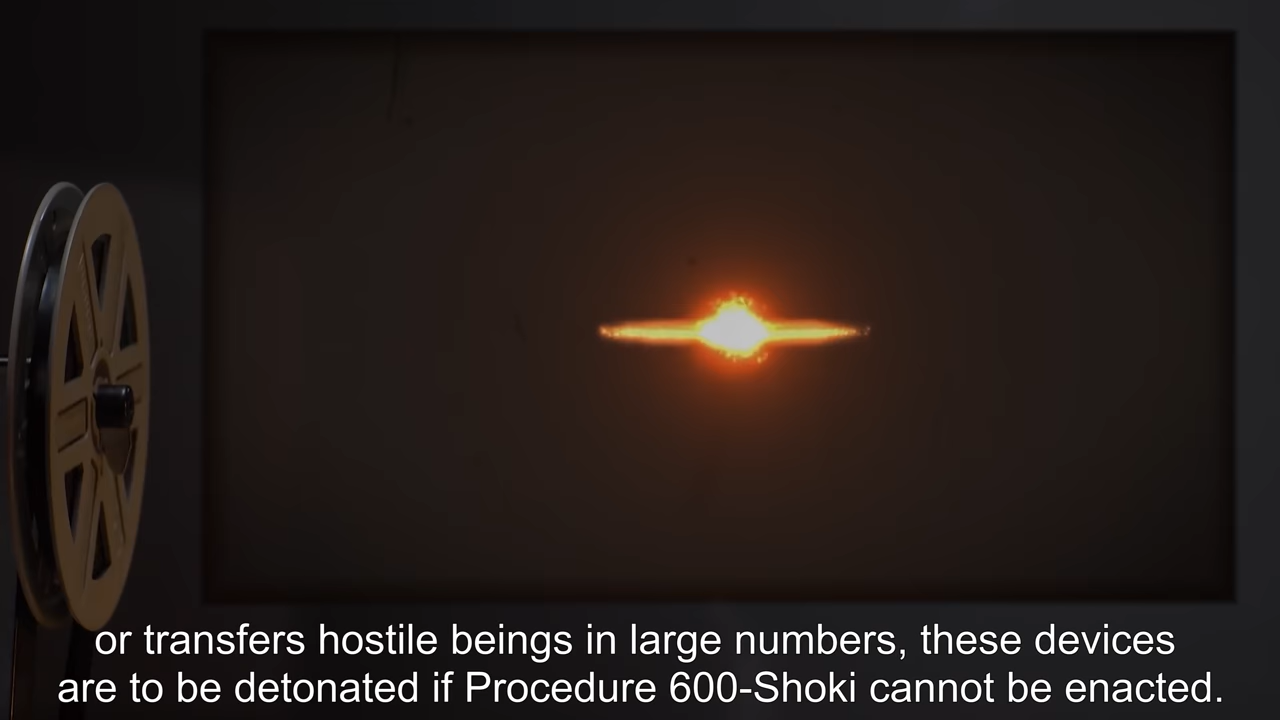 or transfers hostile beings in large numbers, these devices
are to be detonated if Procedure 600-Shoki cannot be enacted.